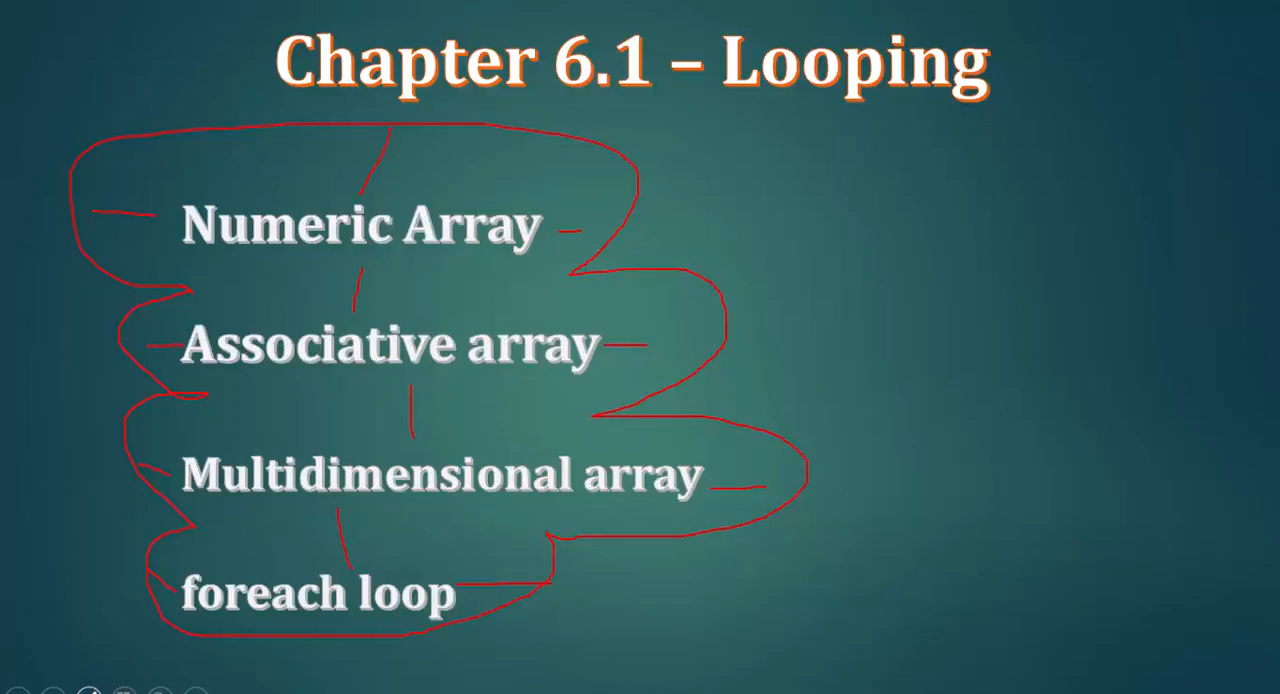 Chapter 6.1 – Looping
Numeric Array
Associative array
Multidimensional array
foreach loop